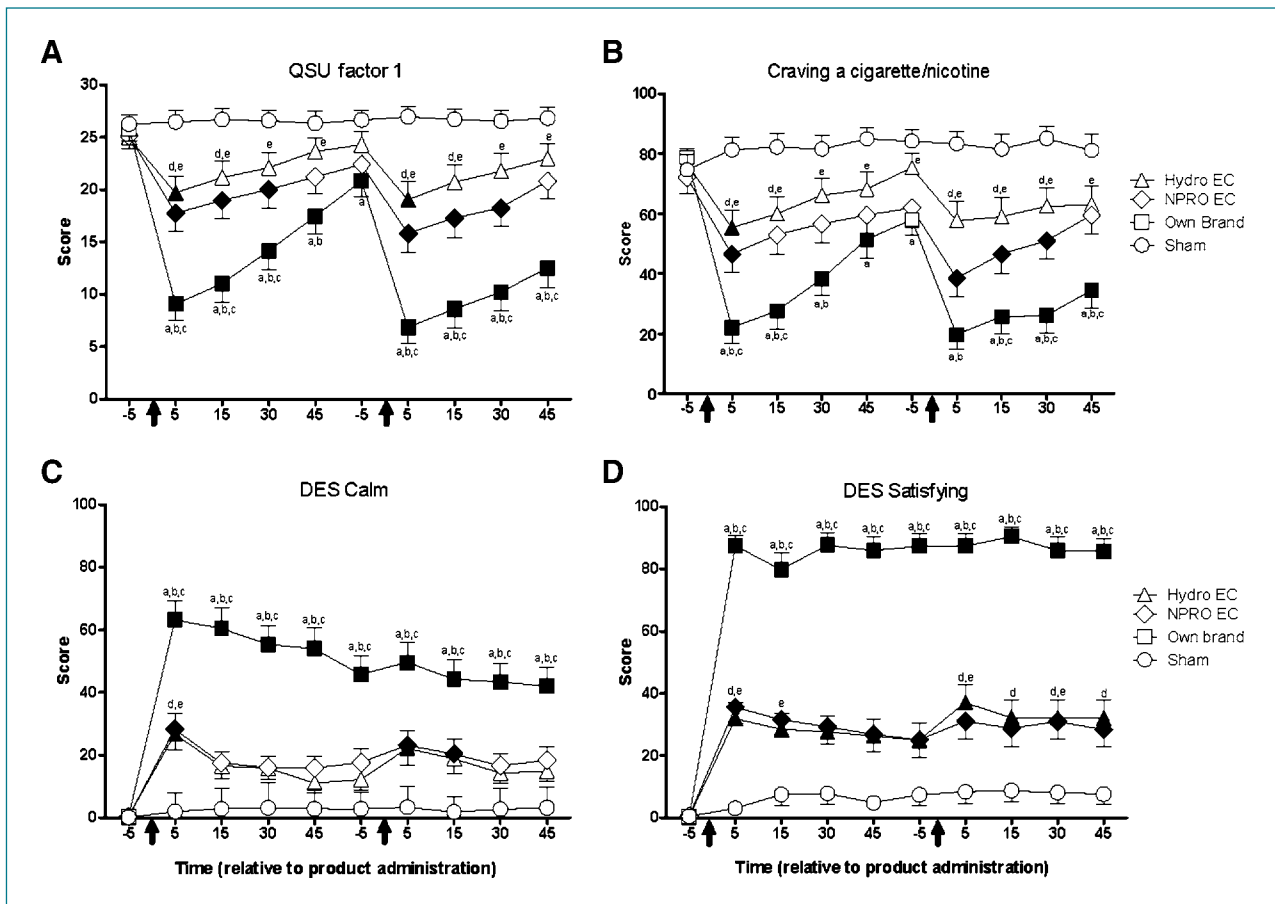 A
QSU factor 1
30
25
20
15
10
5
0
Score
d,e
d,e
e
e
d,e
d,e
e
e
a,b,c
a,b,c
a,b,c
a,b
a
a,b,c
a,b,c
a,b,c
a,b,c
-5 5 15 30 45 -5 5 15 30 45
B
Craving a cigarette/nicotine
100
80
60
40
20
0
Score
d,e
d,e
e
e
e
d,e
d,e
d,e
e
a,b,c
a,b,c
a,b
a
a
a,b
a,b,c
a,b,c
a,b,c
-5 5 15 30 45 -5 5 15 30 45
Hydro EC
NPRO EC
Own Brand
Sham
C
DES Calm
100
80
60
40
20
0
Score
a,b,c
a,b,c
a,b,c
a,b,c
a,b,c
a,b,c
a,b,c
a,b,c
a,b,c
d,e
-5 5 15 30 45 -5 5 15 30 45
Time (relative to product administration)
D
DES Satisfying
100
80
60
40
20
0
Score
a,b,c
a,b,c
a,b,c
a,b,c
a,b,c
a,b,c
a,b,c
a,b,c
a,b,c
d,e
e
d,e
d
d,e
d
-5 5 15 30 45 -5 5 15 30 45
Time (relative to product administration)
Hydro EC
NPRO EC
Own brand
Sham